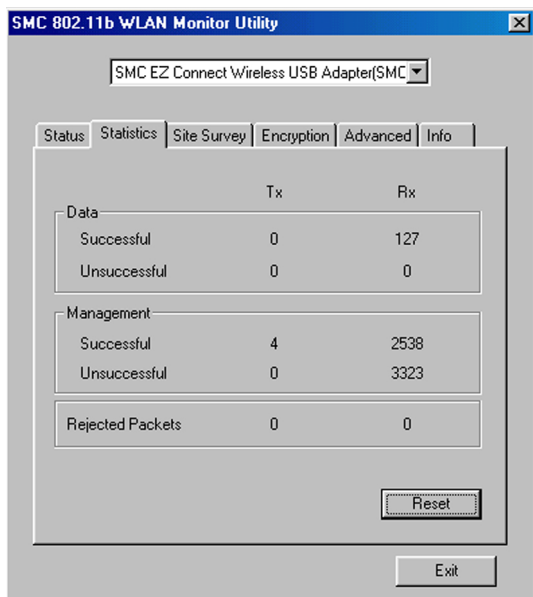 SMC 802.11b WLAN Monitor Utility
SMC EZ Connect Wireless USB Adapter(SMC
Status Statistics Site Survey Encryption Advanced Info
Tx Rx
Data
Successful 0 127
Unsuccessful 0 0
Management
Successful 4 2538
Unsuccessful 0 3323
Rejected Packets 0 0
Reset
Exit